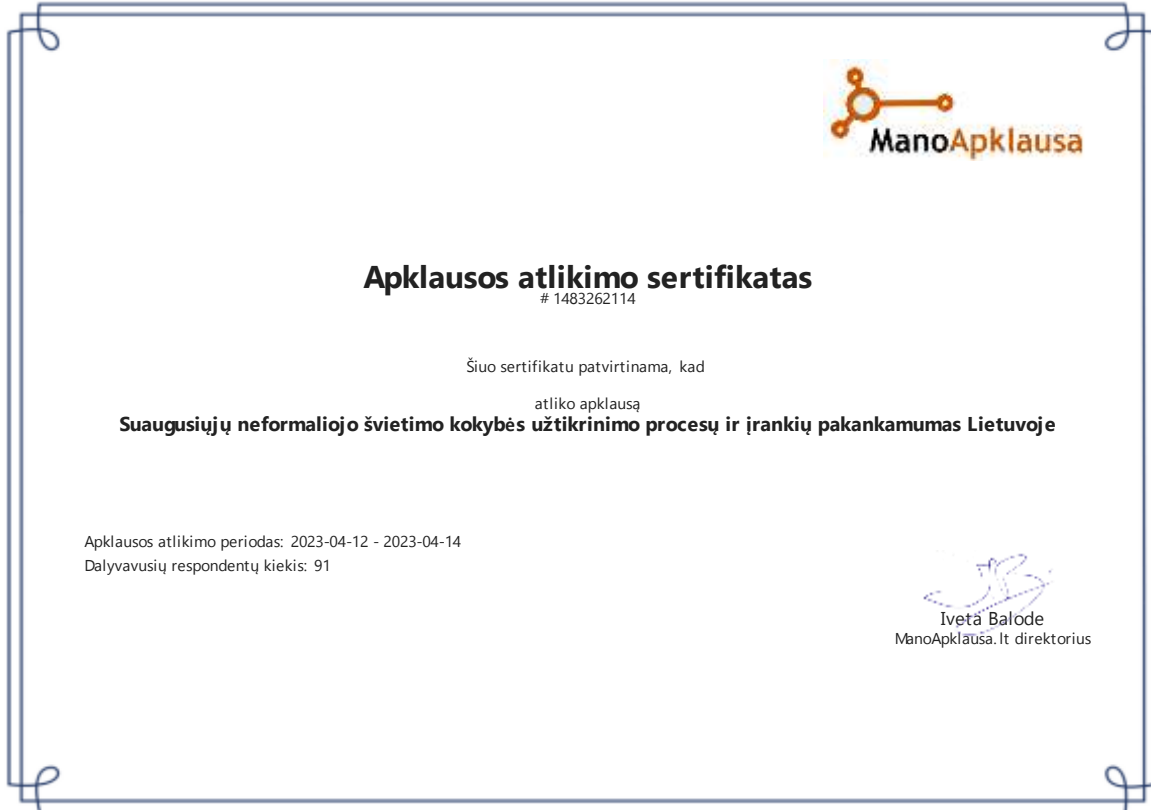 ManoApklausa
Apklausos atlikimo sertifikatas
# 1483262114
Šiuo sertifikatu patvirtinama, kad
atliko apklausą
Suaugusiųjų neformaliojo švietimo kokybės užtikrinimo procesų ir įrankių pakankamumas Lietuvoje
Apklausos atlikimo periodas: 2023-04-12 - 2023-04-14
Dalyvavusių respondentų kiekis: 91
Iveta Balode
ManoApklausa.lt direktorius